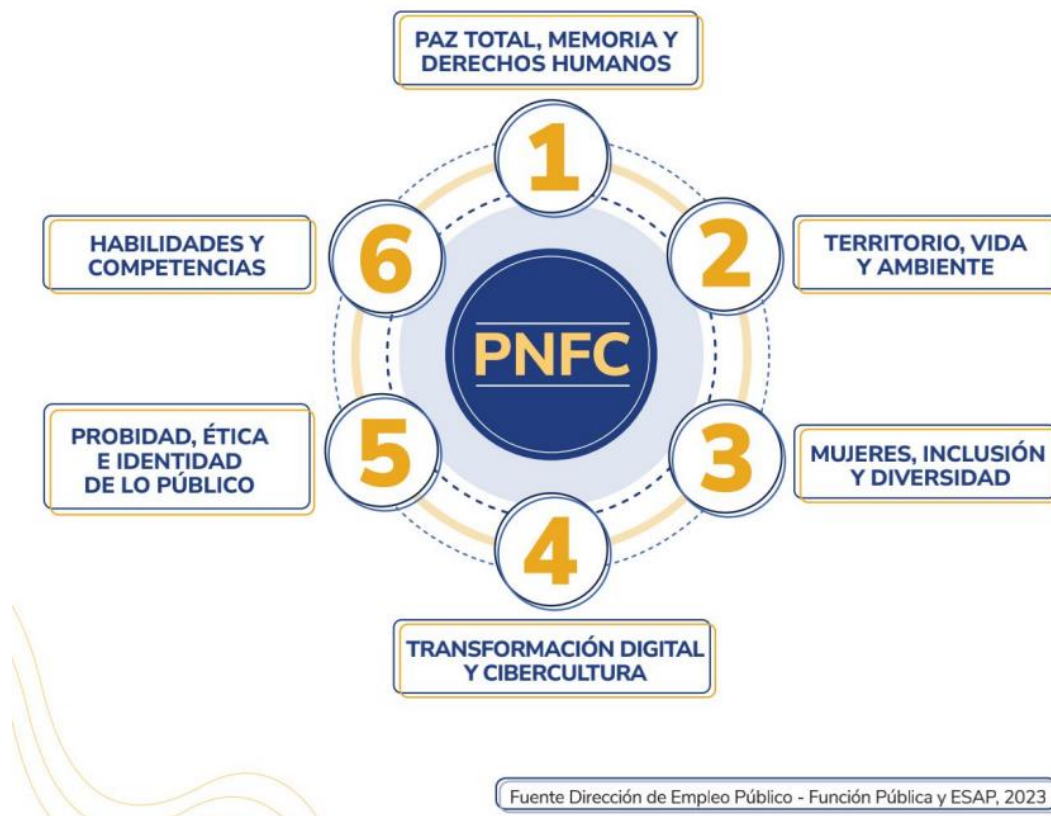 PAZ TOTAL, MEMORIA Y
DERECHOS HUMANOS
1
2
TERRITORIO, VIDA
Y AMBIENTE
3
MUJERES, INCLUSIÓN
Y DIVERSIDAD
4
TRANSFORMACIÓN DIGITAL
Y CIBERCULTURA
5
PROBIDAD, ÉTICA
E IDENTIDAD
DE LO PÚBLICO
6
HABILIDADES Y
COMPETENCIAS
PNFC
Fuente Dirección de Empleo Público - Función Pública y ESAP, 2023